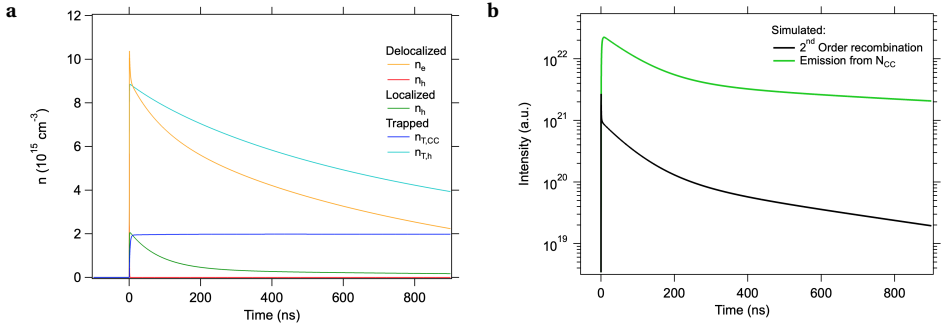 a
12
10
8
6
4
2
0
n (10^15 cm^-3)
0
200
400
600
800
Time (ns)
Delocalized
n_e
n_h
Localized
n_h
Trapped
n_T,CC
n_T,h
b
10^22
10^21
10^20
10^19
Intensity (a.u.)
0
200
400
600
800
Time (ns)
Simulated:
2^nd Order recombination
Emission from N_CC